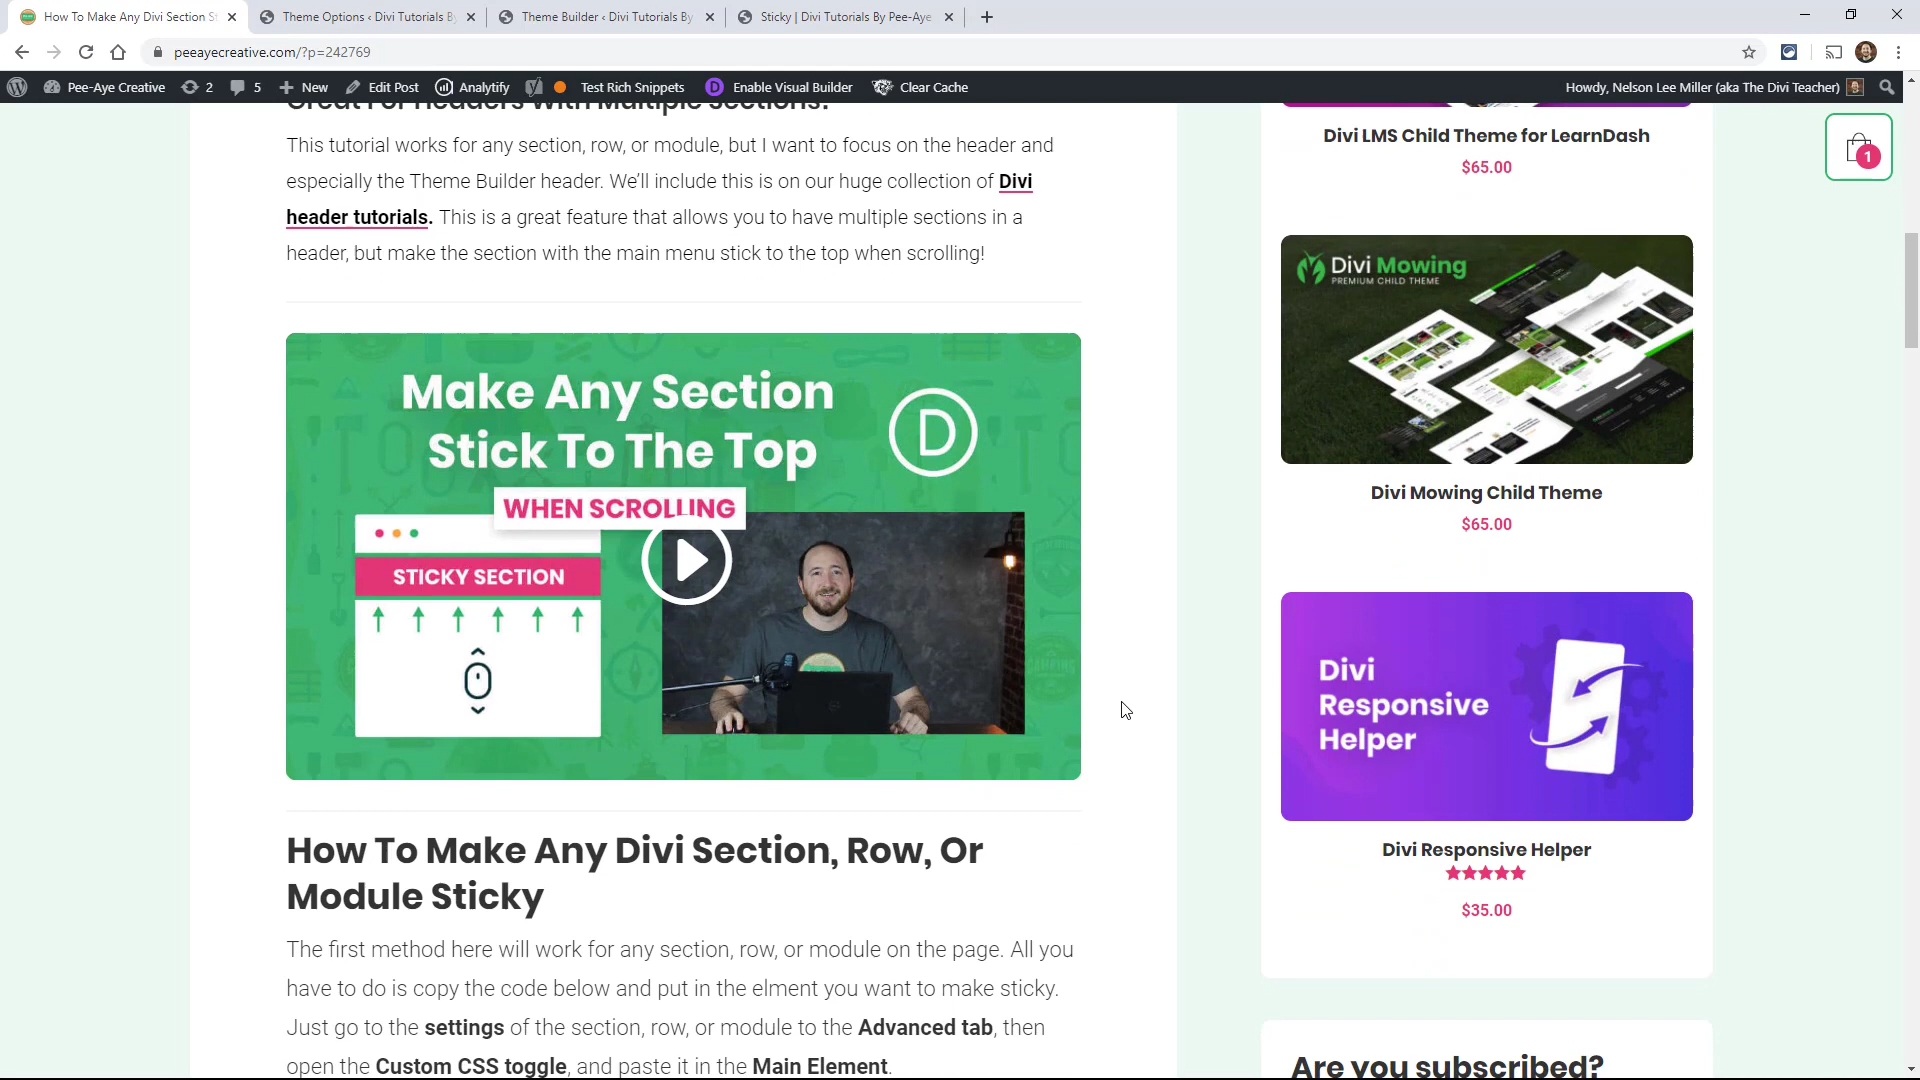 How To Make Any Divi Section S
Theme Options ‹ Divi Tutorials B
Theme Builder ‹ Divi Tutorials By
Sticky | Divi Tutorials By Pee-Aye
peeayecreative.com/?p=242769
Pee-Aye Creative
2
5
New
Edit Post
Analytify
Test Rich Snippets
Enable Visual Builder
Clear Cache
Howdy, Nelson Lee Miller (aka The Divi Teacher)
Great For Headers With Multiple Sections!
This tutorial works for any section, row, or module, but I want to focus on the header and
especially the Theme Builder header. We'll include this is on our huge collection of Divi
header tutorials. This is a great feature that allows you to have multiple sections in a
header, but make the section with the main menu stick to the top when scrolling!
Make Any Section
Stick To The Top
D
WHEN SCROLLING
STICKY SECTION
How To Make Any Divi Section, Row, Or
Module Sticky
The first method here will work for any section, row, or module on the page. All you
have to do is copy the code below and put in the elment you want to make sticky.
Just go to the settings of the section, row, or module to the Advanced tab, then
open the Custom CSS toggle, and paste it in the Main Element.
Divi LMS Child Theme for LearnDash
$65.00
1
Divi Mowing
PREMIUM CHILD THEME
Divi Mowing Child Theme
$65.00
Divi
Responsive
Helper
Divi Responsive Helper
$35.00
Are you subscribed?